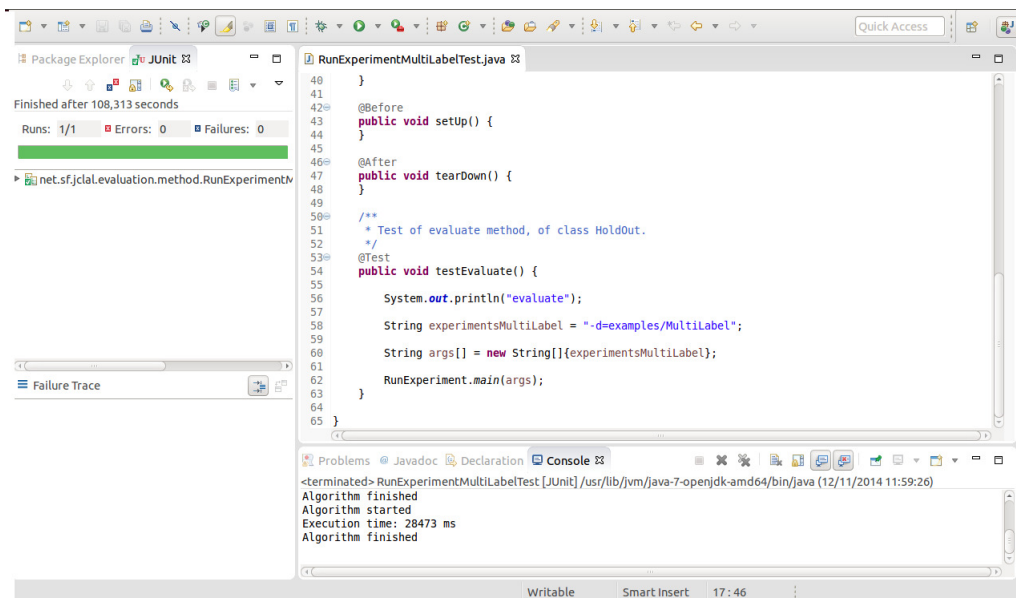 Quick Access
Package Explorer JUnit
Finished after 108,313 seconds
Runs: 1/1 Errors: 0 Failures: 0
net.sf.jclal.evaluation.method.RunExperimentM
Failure Trace
RunExperimentMultiLabelTest.java
40 }
41
42 @Before
43 public void setUp() {
44 }
45
46 @After
47 public void tearDown() {
48 }
49
50 /**
51 * Test of evaluate method, of class HoldOut.
52 */
53 @Test
54 public void testEvaluate() {
55
56 System.out.println("evaluate");
57
58 String experimentsMultiLabel = "-d=examples/MultiLabel";
59
60 String args[] = new String[]{experimentsMultiLabel};
61
62 RunExperiment.main(args);
63 }
64
65 }
Problems @ Javadoc Declaration Console
<terminated> RunExperimentMultiLabelTest [JUnit] /usr/lib/jvm/java-7-openjdk-amd64/bin/java (12/11/2014 11:59:26)
Algorithm finished
Algorithm started
Execution time: 28473 ms
Algorithm finished
Writable Smart Insert 17 : 46